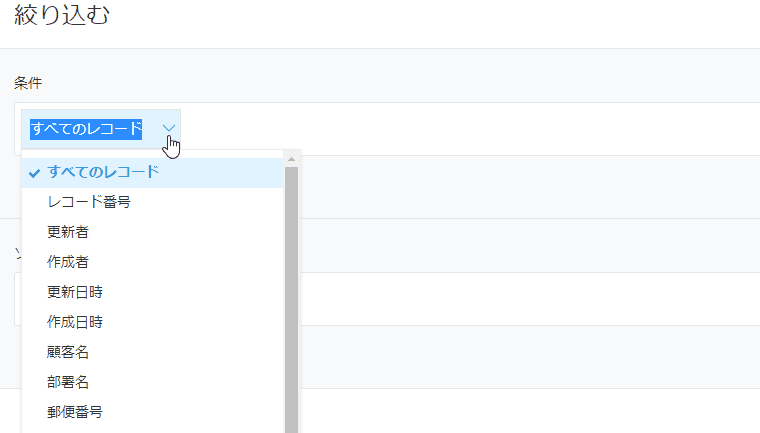 絞り込む
条件
すべてのレコード
すべてのレコード
レコード番号
更新者
作成者
更新日時
作成日時
顧客名
部署名
郵便番号